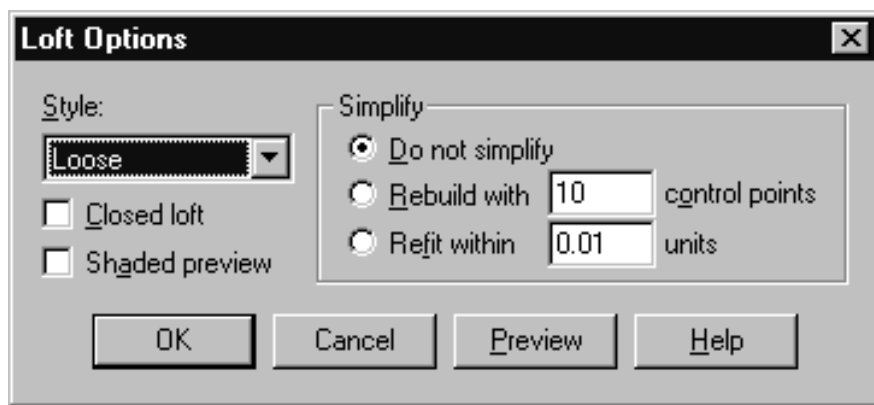 Loft Options
Style:
Loose
Closed loft
Shaded preview
Simplify
Do not simplify
Rebuild with 10 control points
Refit within 0.01 units
OK Cancel Preview Help